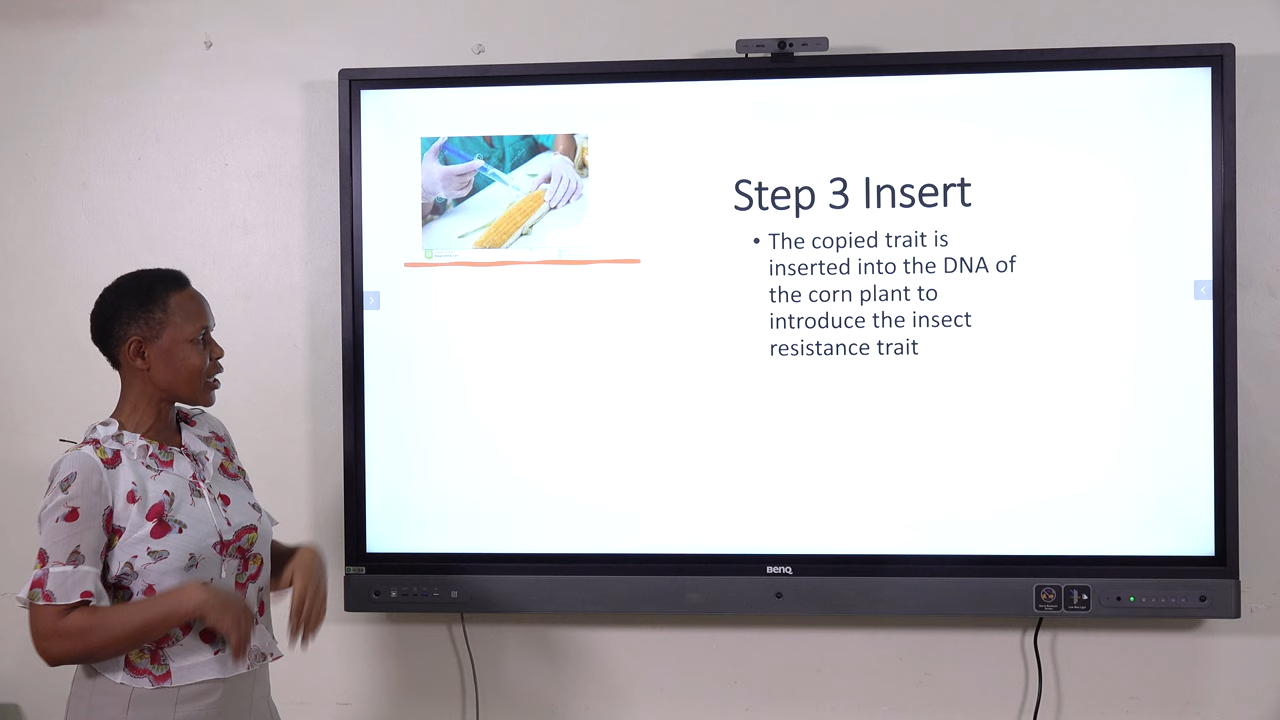 Step 3 Insert
• The copied trait is
inserted into the DNA of
the corn plant to
introduce the insect
resistance trait
BenQ